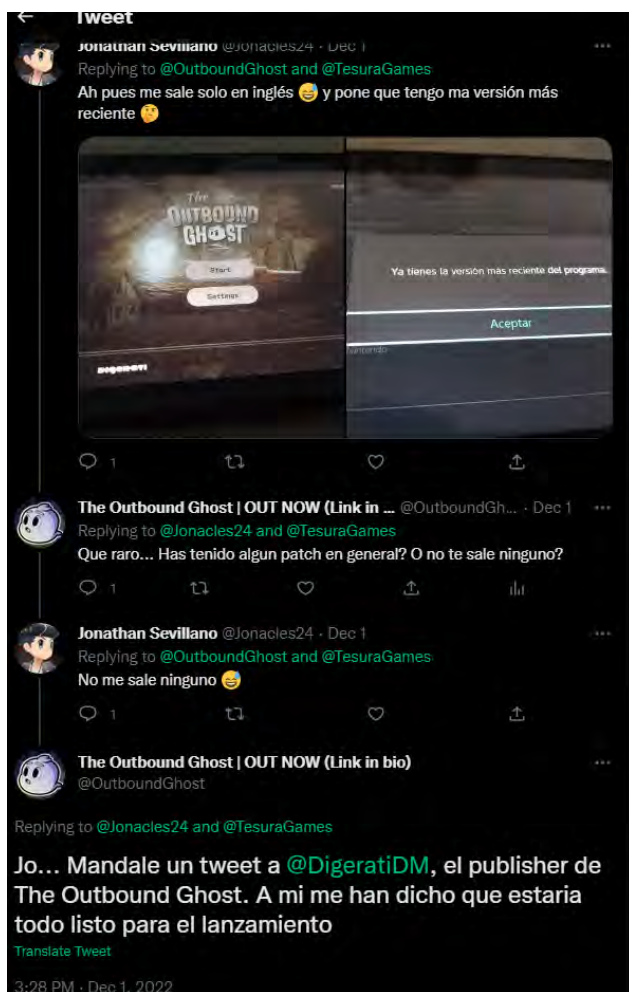 Tweet
Jonathan Sevillano @Jonacles24 · Dec 1
Replying to @OutboundGhost and @TesuraGames
Ah pues me sale solo en inglés 😅 y pone que tengo ma versión más
reciente 🤔
The
OUTBOUND
GHOST
Start
Settings
DIGERATI
Ya tienes la versión más reciente del programa.
Aceptar
1
The Outbound Ghost | OUT NOW (Link in ... @OutboundGh... · Dec 1
Replying to @Jonacles24 and @TesuraGames
Que raro... Has tenido algun patch en general? O no te sale ninguno?
1
Jonathan Sevillano @Jonacles24 · Dec 1
Replying to @OutboundGhost and @TesuraGames
No me sale ninguno 😅
1
The Outbound Ghost | OUT NOW (Link in bio)
@OutboundGhost
Replying to @Jonacles24 and @TesuraGames
Jo... Mandale un tweet a @DigeratiDM, el publisher de
The Outbound Ghost. A mi me han dicho que estaria
todo listo para el lanzamiento
Translate Tweet
3:28 PM · Dec 1, 2022